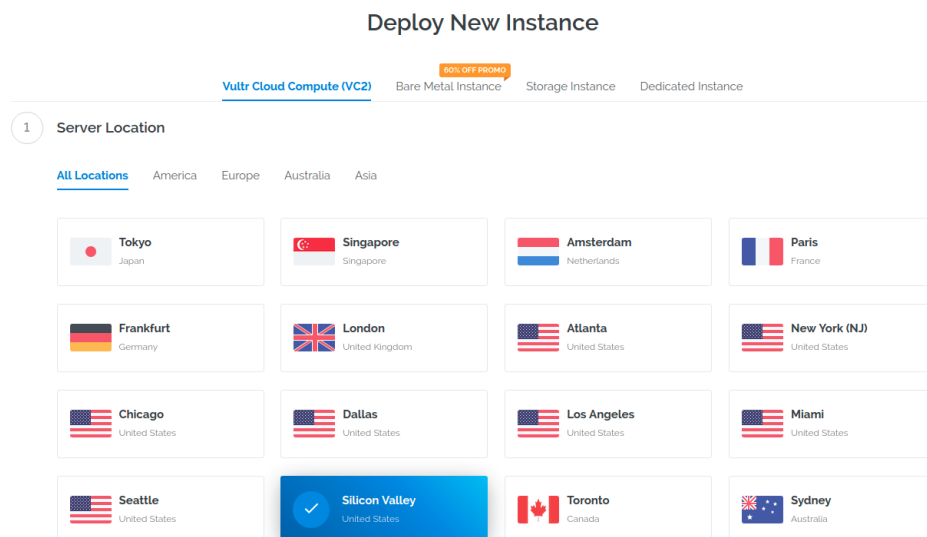 Deploy New Instance
60% OFF PROMO
Vultr Cloud Compute (VC2) Bare Metal Instance Storage Instance Dedicated Instance
1 Server Location
All Locations America Europe Australia Asia
Tokyo Singapore Amsterdam Paris
Japan Singapore Netherlands France
Frankfurt London Atlanta New York (NJ)
Germany United Kingdom United States United States
Chicago Dallas Los Angeles Miami
United States United States United States United States
Seattle Silicon Valley Toronto Sydney
United States United States Canada Australia